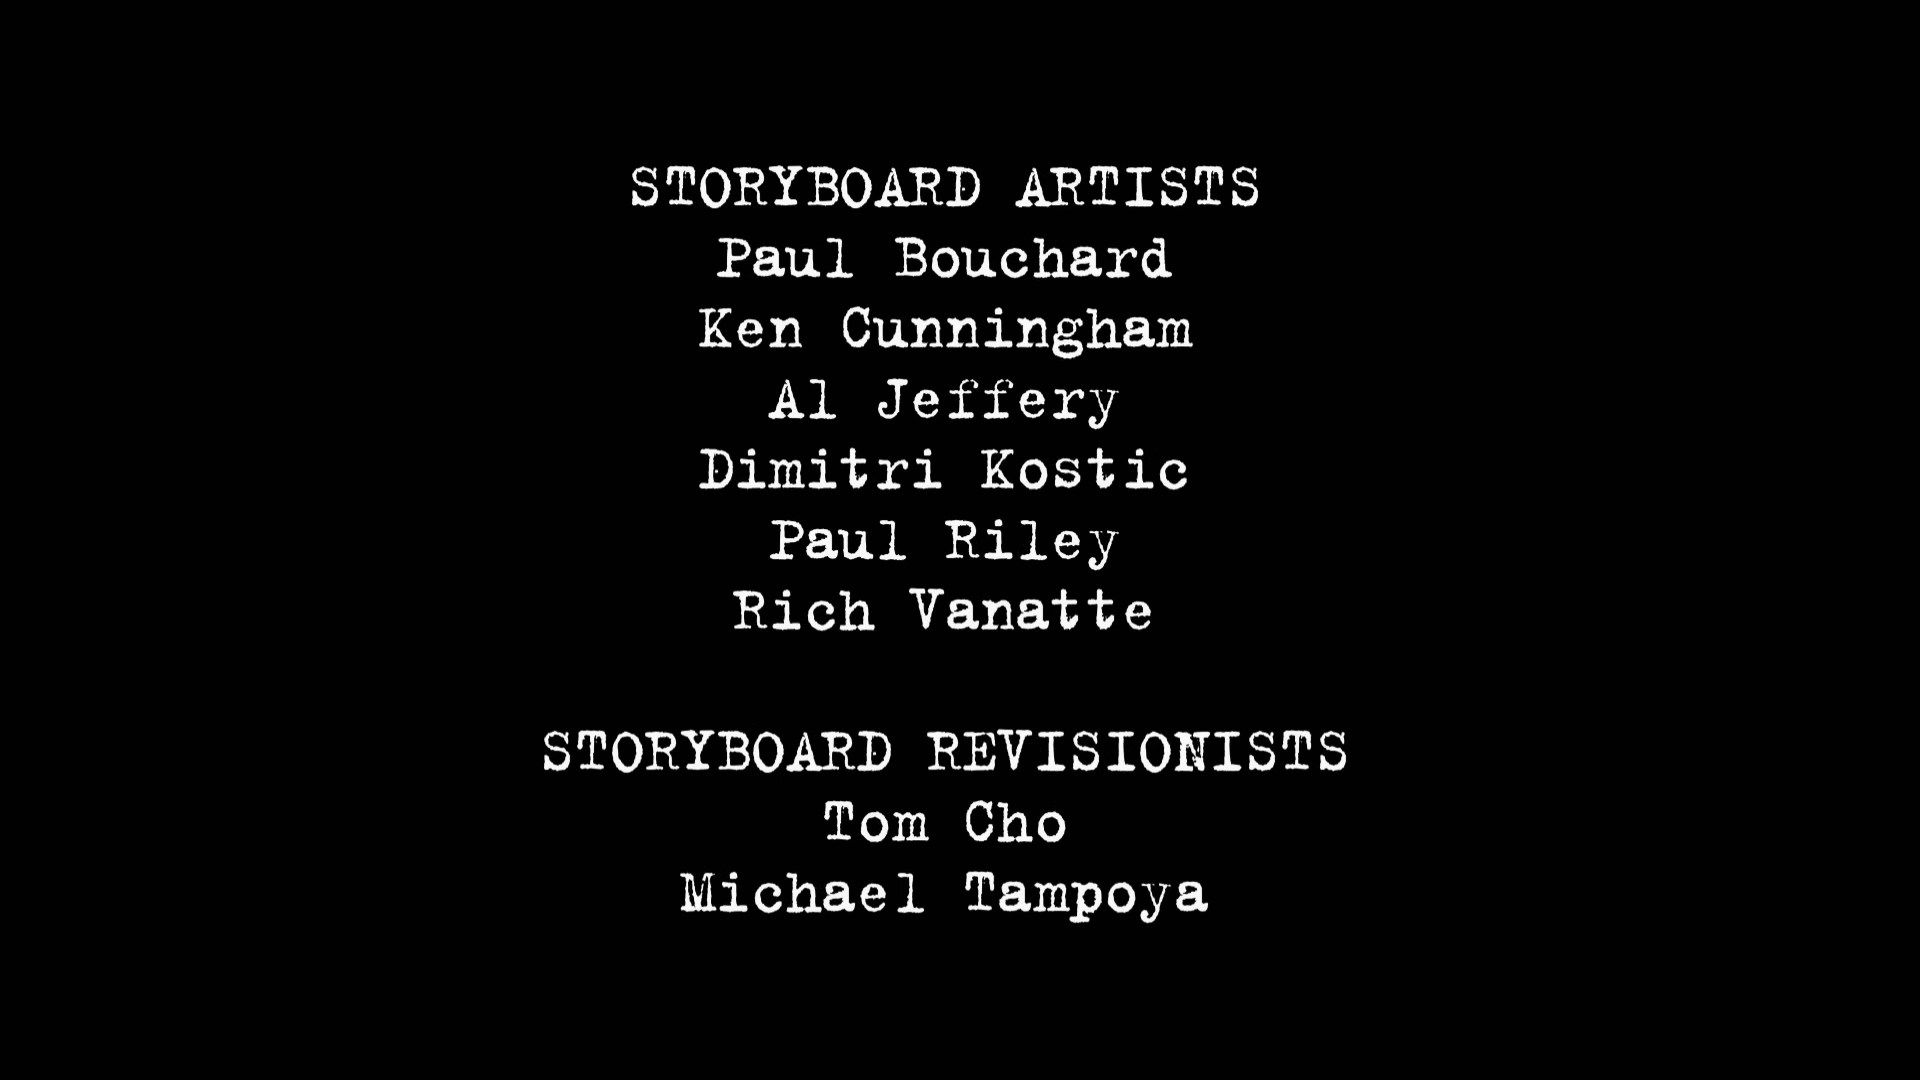 STORYBOARD ARTISTS
Paul Bouchard
Ken Cunningham
Al Jeffery
Dimitri Kostic
Paul Riley
Rich Vanatte
STORYBOARD REVISIONISTS
Tom Cho
Michael Tampoya